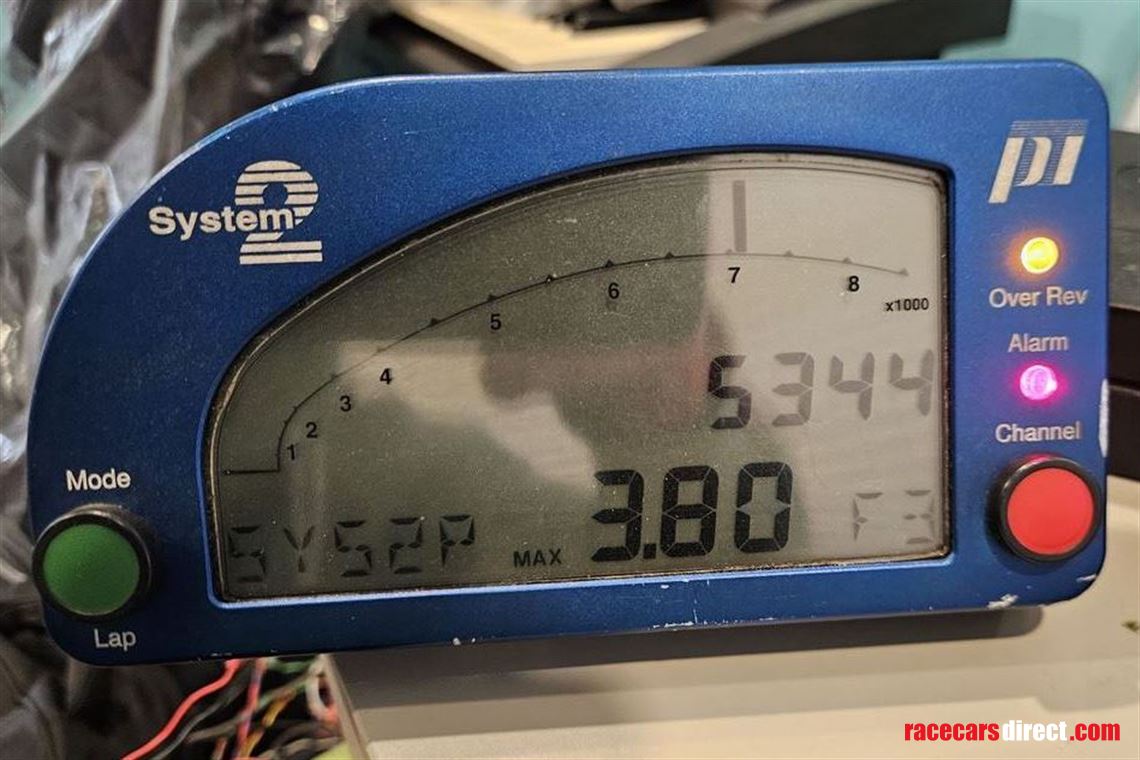 System 2
PI
Over Rev
Alarm
Channel
Mode
Lap
1 2 3 4 5 6 7 8
x1000
5344
SYS2P MAX 3.80 F3
racecarsdirect.com